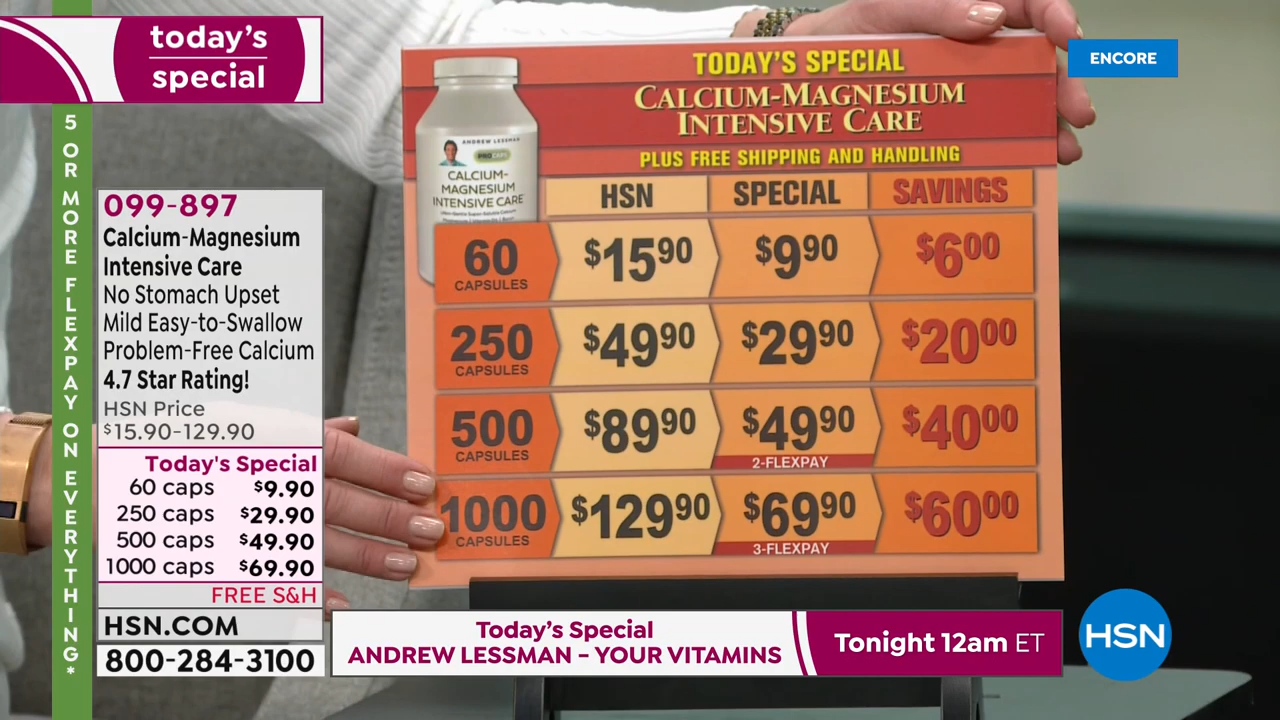 today's
special
5 OR MORE FLEXPAY ON EVERYTHING*
099-897
Calcium-Magnesium
Intensive Care
No Stomach Upset
Mild Easy-to-Swallow
Problem-Free Calcium
4.7 Star Rating!
HSN Price
$15.90-129.90
Today's Special
60 caps $9.90
250 caps $29.90
500 caps $49.90
1000 caps $69.90
FREE S&H
HSN.COM
800-284-3100
ENCORE
TODAY'S SPECIAL
CALCIUM-MAGNESIUM
INTENSIVE CARE
PLUS FREE SHIPPING AND HANDLING
ANDREW LESSMAN
PROCAPS
CALCIUM-
MAGNESIUM
INTENSIVE CARE
HSN SPECIAL SAVINGS
60 CAPSULES $15.90 $9.90 $6.00
250 CAPSULES $49.90 $29.90 $20.00
500 CAPSULES $89.90 $49.90 $40.00
2-FLEXPAY
1000 CAPSULES $129.90 $69.90 $60.00
3-FLEXPAY
Today's Special
ANDREW LESSMAN – YOUR VITAMINS
Tonight 12am ET
HSN